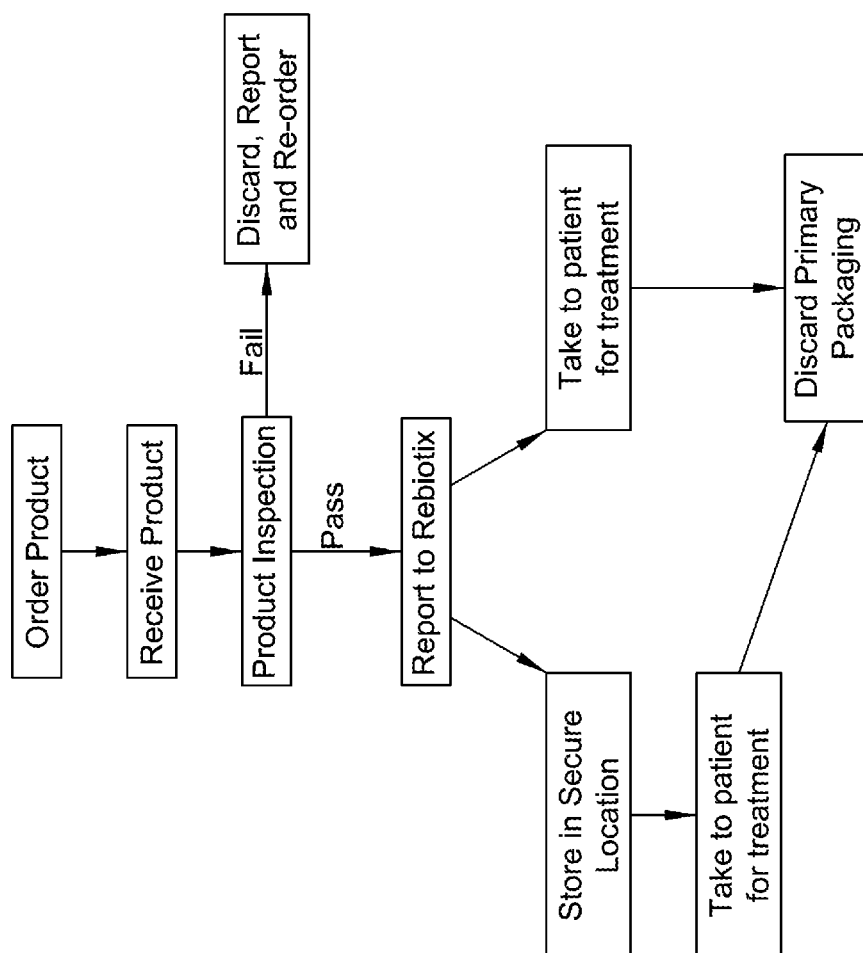 Order Product
Receive Product
Product Inspection
Fail
Discard, Report
and Re-order
Pass
Report to Rebiotix
Store in Secure
Location
Take to patient
for treatment
Take to patient
for treatment
Discard Primary
Packaging